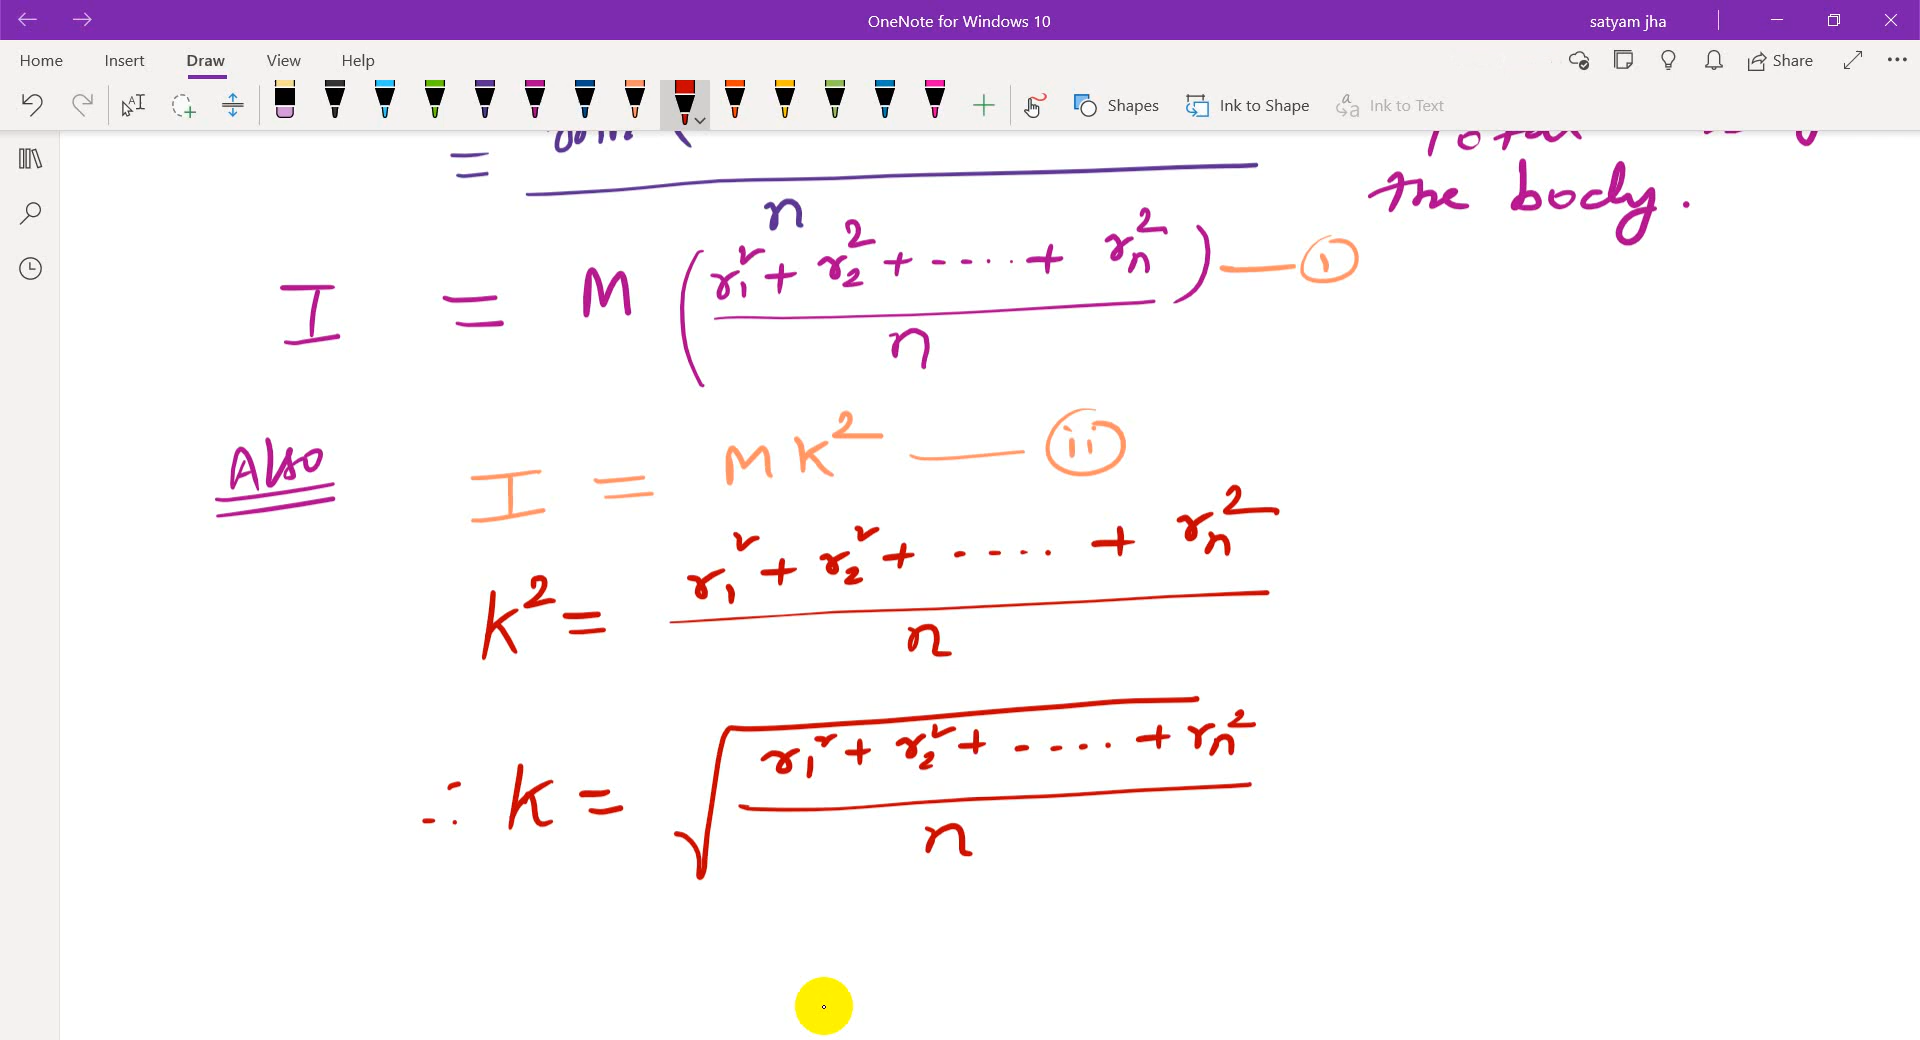 OneNote for Windows 10
satyam jha
Home Insert Draw View Help
Share
Shapes Ink to Shape Ink to Text
=
n
the body.
I = M (r₁² + r₂² + ----- + rₙ²) — (i)
n
Also I = MK² — (ii)
K² = r₁² + r₂² + ----- + rₙ²
n
∴ K = √ r₁² + r₂² + ----- + rₙ²
n